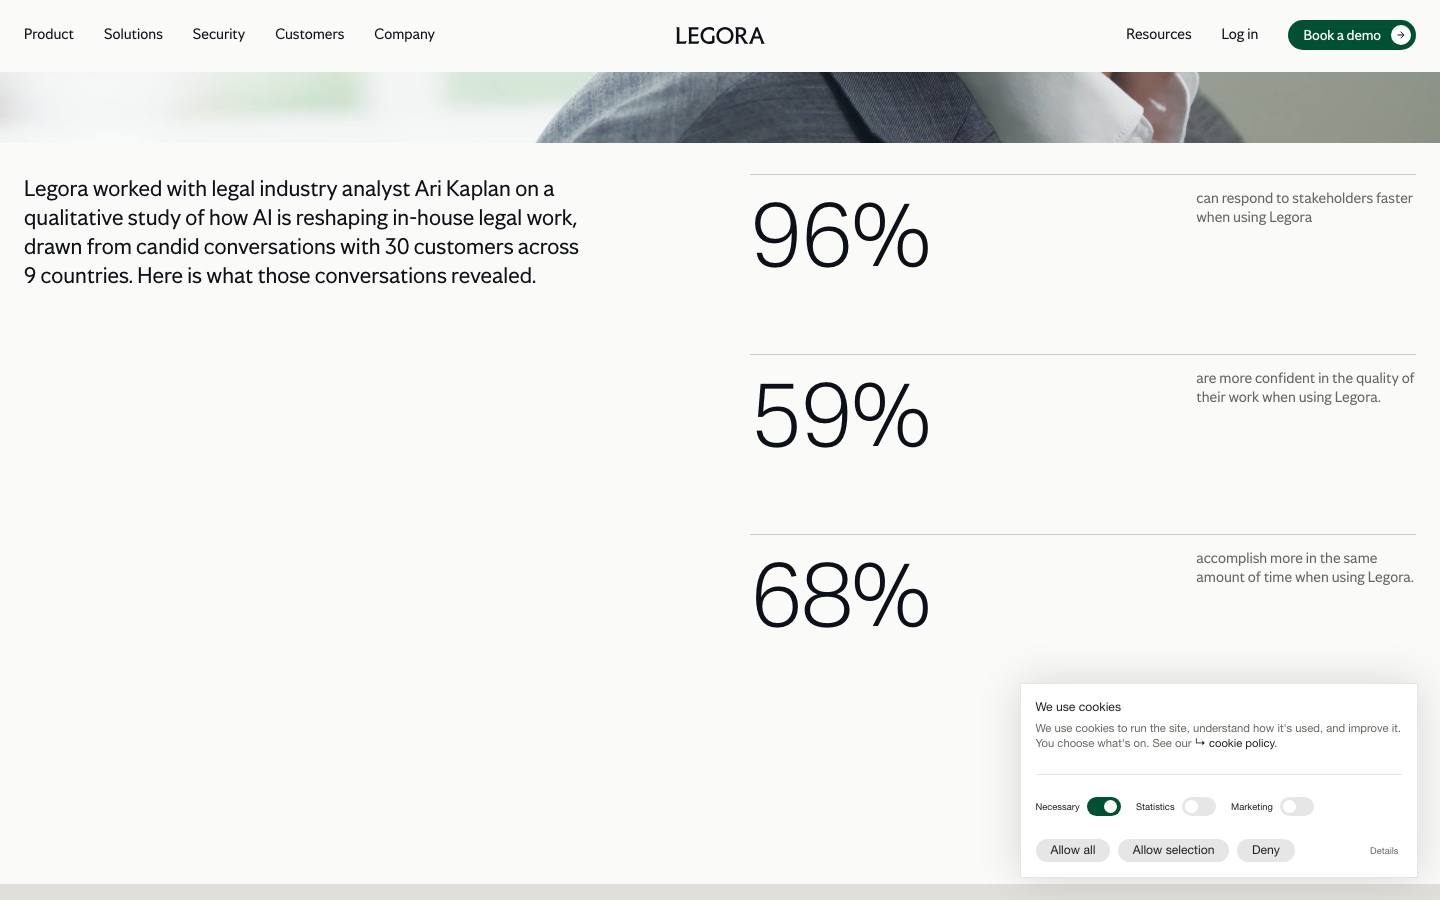 Product Solutions Security Customers Company LEGORA Resources Log in Book a demo
Legora worked with legal industry analyst Ari Kaplan on a
qualitative study of how AI is reshaping in-house legal work,
drawn from candid conversations with 30 customers across
9 countries. Here is what those conversations revealed.
96%
can respond to stakeholders faster
when using Legora
59%
are more confident in the quality of
their work when using Legora.
68%
accomplish more in the same
amount of time when using Legora.
We use cookies
We use cookies to run the site, understand how it's used, and improve it.
You choose what's on. See our ↳ cookie policy.
Necessary Statistics Marketing
Allow all Allow selection Deny Details